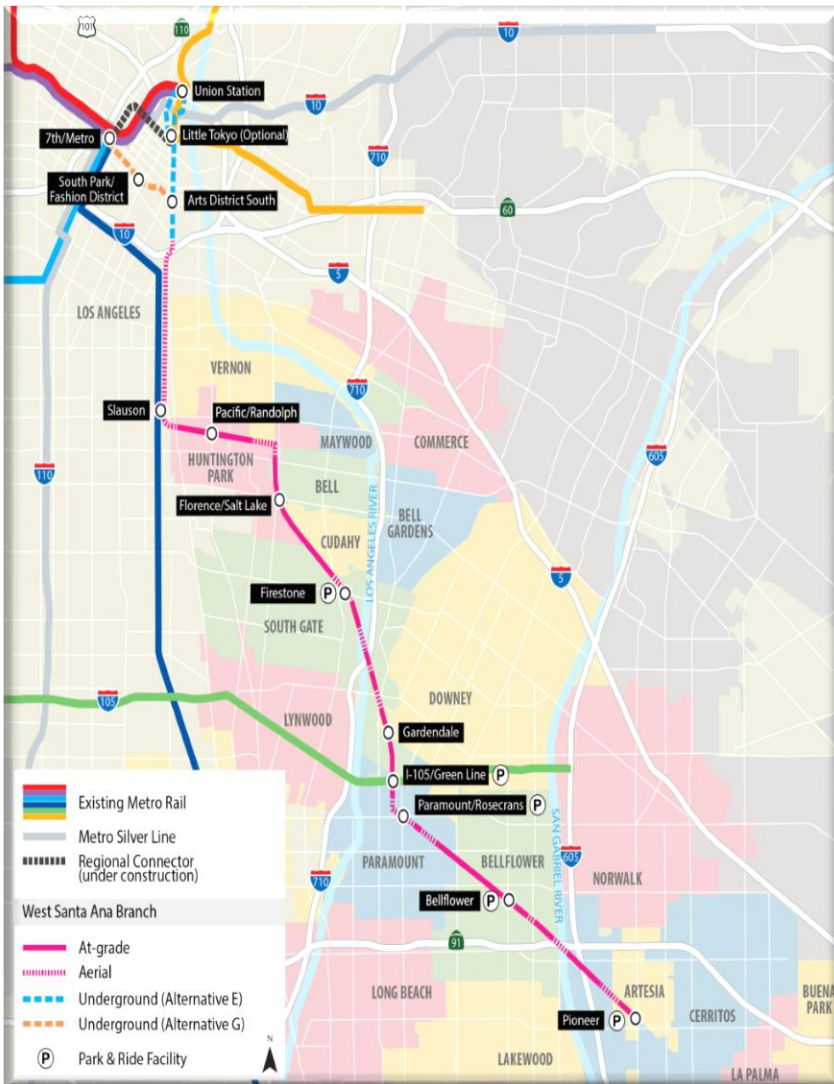 101
110
10
Union Station
10
7th/Metro
Little Tokyo (Optional)
710
South Park/
Fashion District
Arts District South
60
10
5
LOS ANGELES
VERNON
710
Slauson
Pacific/Randolph
MAYWOOD
COMMERCE
605
HUNTINGTON
PARK
110
BELL
LOS ANGELES RIVER
Florence/Salt Lake
BELL
GARDENS
CUDAHY
5
Firestone P
SOUTH GATE
105
DOWNEY
LYNWOOD
Gardendale
I-105/Green Line P
Paramount/Rosecrans P
SAN GABRIEL RIVER
PARAMOUNT
BELLFLOWER
605
710
NORWALK
Bellflower P
91
LONG BEACH
ARTESIA
BUENA
PARK
Pioneer P
CERRITOS
LAKEWOOD
LA PALMA
Existing Metro Rail
Metro Silver Line
Regional Connector
(under construction)
West Santa Ana Branch
At-grade
Aerial
Underground (Alternative E)
Underground (Alternative G)
P Park & Ride Facility
N